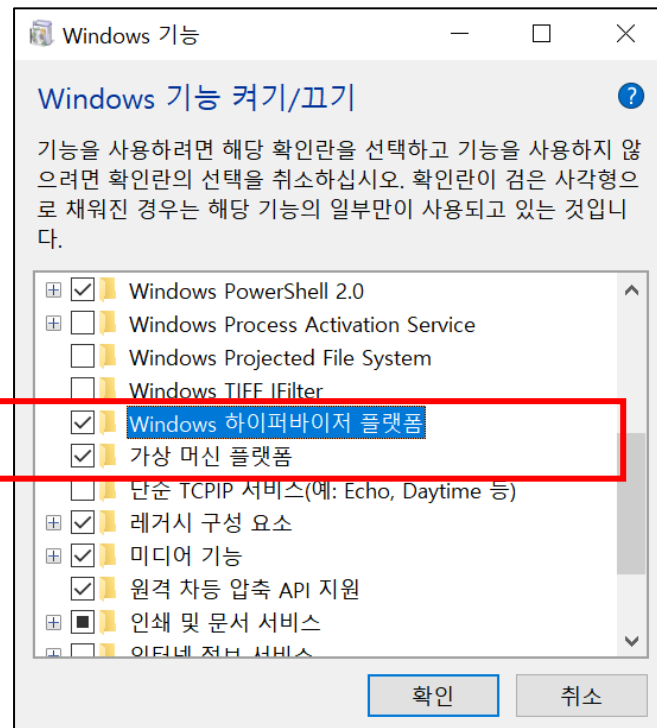 Windows 기능
Windows 기능 켜기/끄기
기능을 사용하려면 해당 확인란을 선택하고 기능을 사용하지 않
으려면 확인란의 선택을 취소하십시오. 확인란이 검은 사각형으
로 채워진 경우는 해당 기능의 일부만이 사용되고 있는 것입니
다.
Windows PowerShell 2.0
Windows Process Activation Service
Windows Projected File System
Windows TIFF IFilter
Windows 하이퍼바이저 플랫폼
가상 머신 플랫폼
단순 TCPIP 서비스(예: Echo, Daytime 등)
레거시 구성 요소
미디어 기능
원격 차등 압축 API 지원
인쇄 및 문서 서비스
인터넷 정보 서비스
확인 취소